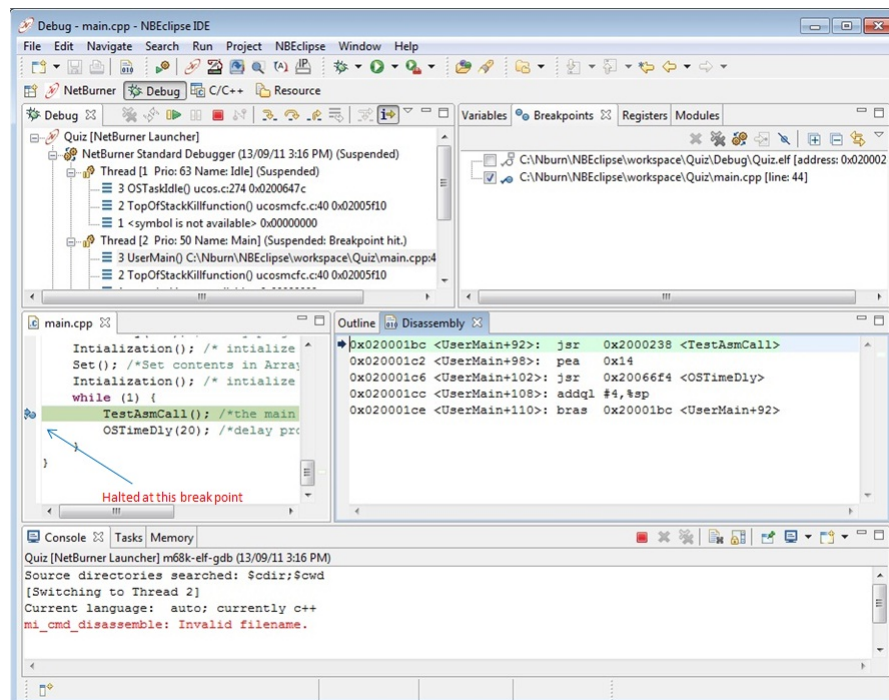 Debug - main.cpp - NBEclipse IDE
File Edit Navigate Search Run Project NBEclipse Window Help
NetBurner Debug C/C++ Resource
Debug
Quiz [NetBurner Launcher]
NetBurner Standard Debugger (13/09/11 3:16 PM) (Suspended)
Thread [1 Prio: 63 Name: Idle] (Suspended)
3 OSTaskIdle() ucos.c:274 0x0200647c
2 TopOfStackKillfunction() ucosmcfc.c:40 0x02005f10
1 <symbol is not available> 0x00000000
Thread [2 Prio: 50 Name: Main] (Suspended: Breakpoint hit.)
3 UserMain() C:\Nburn\NBEclipse\workspace\Quiz\main.cpp:4
2 TopOfStackKillfunction() ucosmcfc.c:40 0x02005f10
Variables Breakpoints Registers Modules
C:\Nburn\NBEclipse\workspace\Quiz\Debug\Quiz.elf [address: 0x020002
C:\Nburn\NBEclipse\workspace\Quiz\main.cpp [line: 44]
main.cpp
Intialization(); /* intialize
Set(); /*Set contents in Array
Intialization(); /* intialize
while (1) {
TestAsmCall(); /*the main
OSTimeDly(20); /*delay pro
}
}
Halted at this break point
Outline Disassembly
0x020001bc <UserMain+92>: jsr 0x2000238 <TestAsmCall>
0x020001c2 <UserMain+98>: pea 0x14
0x020001c6 <UserMain+102>: jsr 0x20066f4 <OSTimeDly>
0x020001cc <UserMain+108>: addql #4,%sp
0x020001ce <UserMain+110>: bras 0x20001bc <UserMain+92>
Console Tasks Memory
Quiz [NetBurner Launcher] m68k-elf-gdb (13/09/11 3:16 PM)
Source directories searched: $cdir;$cwd
[Switching to Thread 2]
Current language: auto; currently c++
mi_cmd_disassemble: Invalid filename.